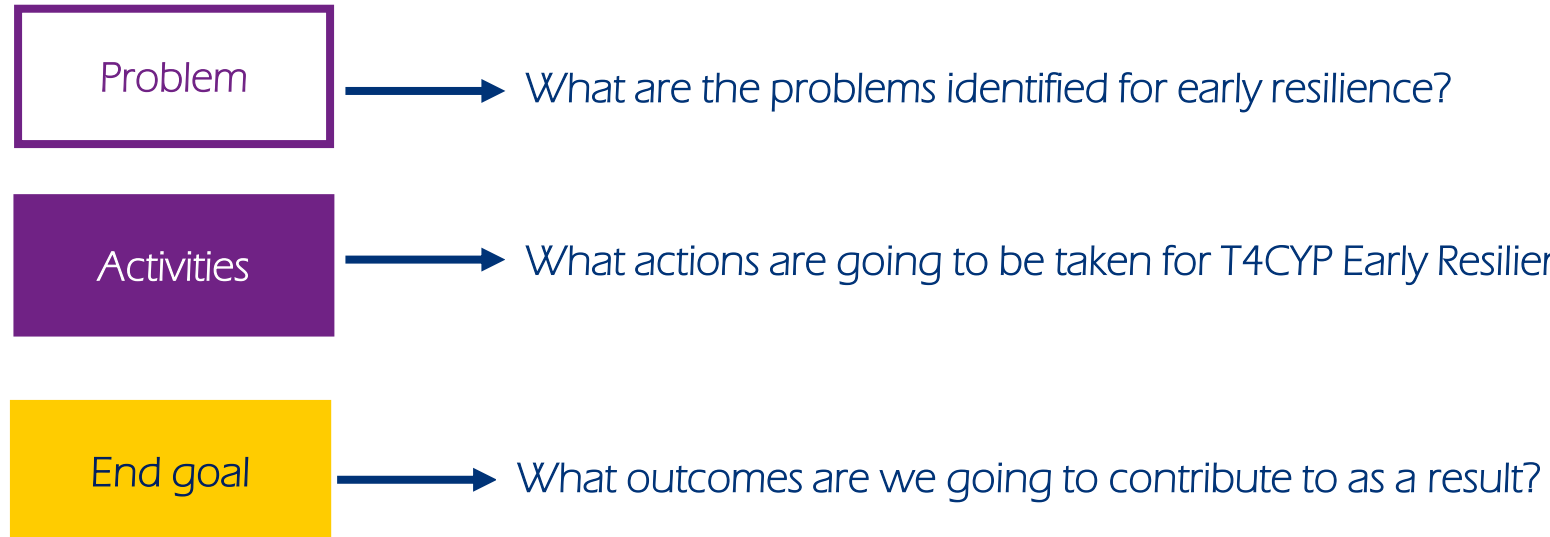 Problem
What are the problems identified for early resilience?
Activities
What actions are going to be taken for T4CYP Early
End goal
What outcomes are we going to contribute to as a result?